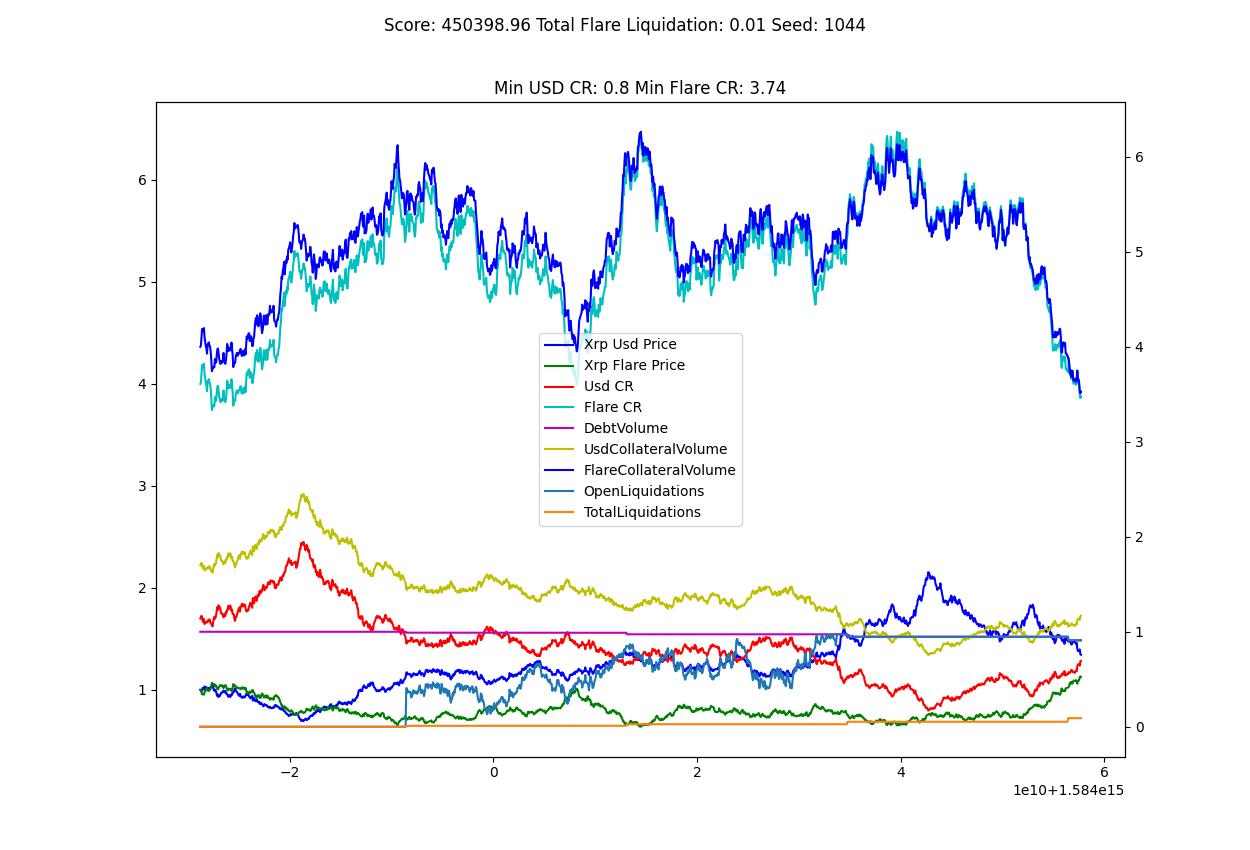 Score: 450398.96 Total Flare Liquidation: 0.01 Seed: 1044
Min USD CR: 0.8 Min Flare CR: 3.74
6
5
4
3
2
1
6
5
4
3
2
1
0
Xrp Usd Price
Xrp Flare Price
Usd CR
Flare CR
DebtVolume
UsdCollateralVolume
FlareCollateralVolume
OpenLiquidations
TotalLiquidations
−2 0 2 4 6
1e10+1.584e15